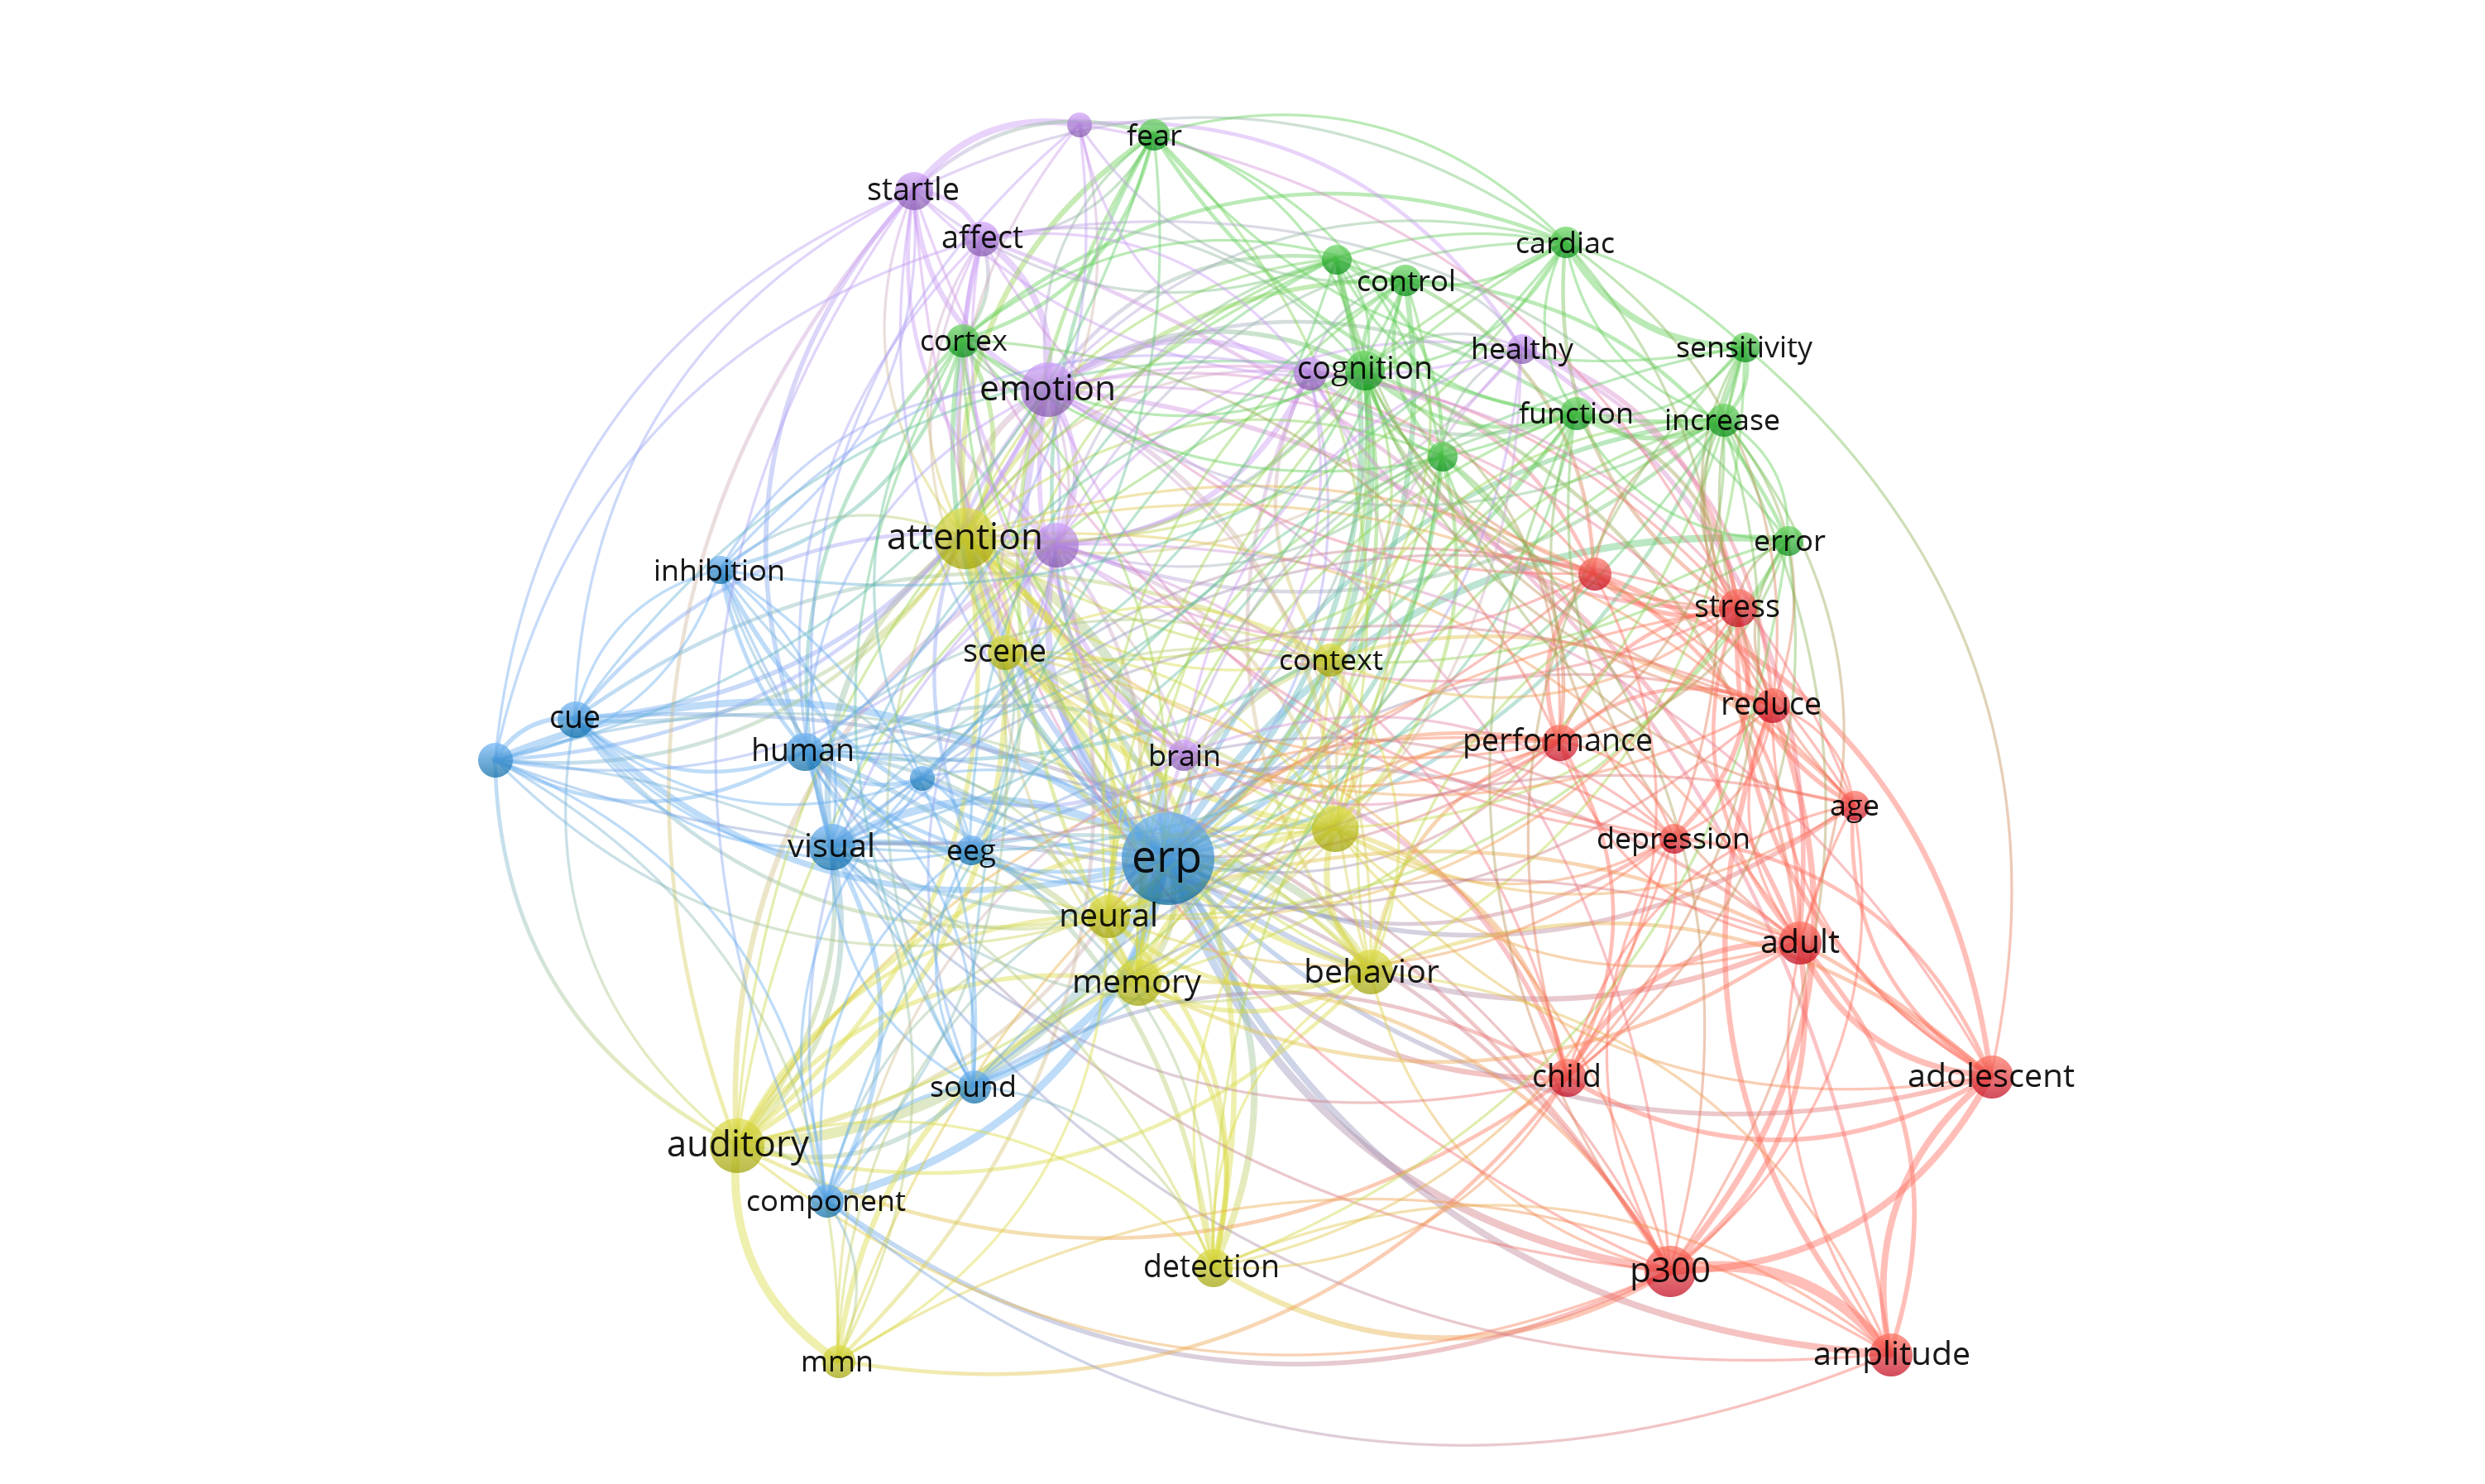 fear
startle
affect
cardiac
control
cortex
healthy
sensitivity
cognition
emotion
function
increase
attention
error
inhibition
stress
scene
context
reduce
cue
performance
human
brain
age
depression
visual
eeg
erp
neural
adult
behavior
memory
child
adolescent
sound
auditory
component
detection
p300
amplitude
mmn